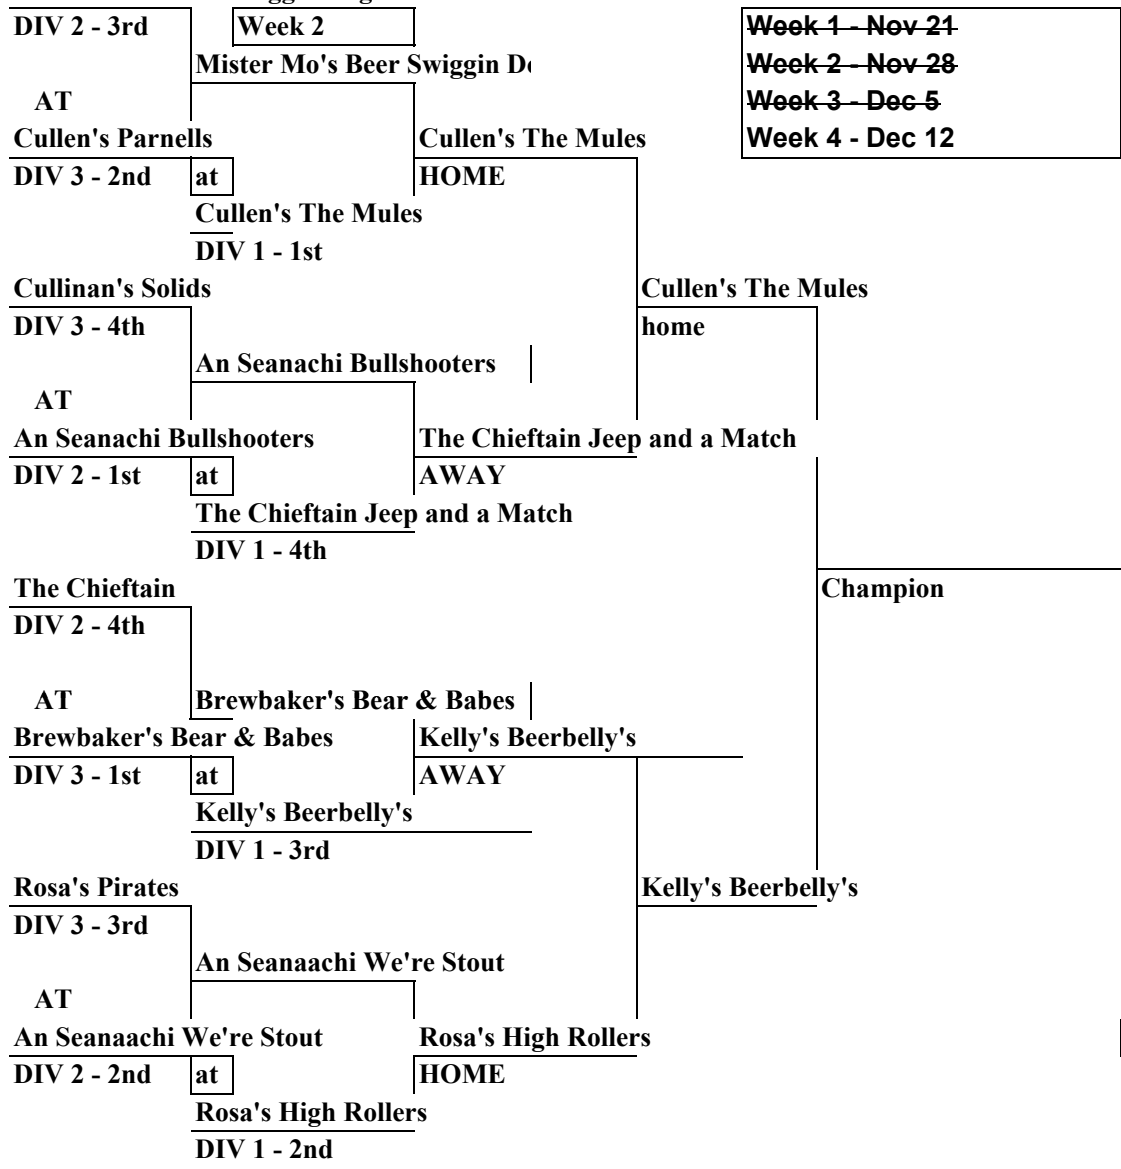 DIV 2 - 3rd
Week 2
Week 1 - Nov 21
Mister Mo's Beer Swiggin
Week 2 - Nov 28
AT
Week 3 - Dec 5
Cullen's Parnells
Cullen's The Mules
Week 4 - Dec 12
DIV 3 - 2nd
at
HOME
Cullen's The Mules
DIV 1 - 1st
Cullinan's Solids
Cullen's The Mules
DIV 3 - 4th
home
An Seanachi Bullshooters
AT
An Seanachi Bullshooters
The Chieftain Jeep and a Match
DIV 2 - 1st
at
AWAY
The Chieftain Jeep and a Match
DIV 1 - 4th
The Chieftain
Champion
DIV 2 - 4th
AT
Brewbaker's Bear & Babes
Brewbaker's Bear & Babes
Kelly's Beerbelly's
DIV 3 - 1st
at
AWAY
Kelly's Beerbelly's
DIV 1 - 3rd
Rosa's Pirates
Kelly's Beerbelly's
DIV 3 - 3rd
An Seanaachi We're Stout
AT
An Seanaachi We're Stout
Rosa's High Rollers
DIV 2 - 2nd
at
HOME
Rosa's High Rollers
DIV 1 - 2nd